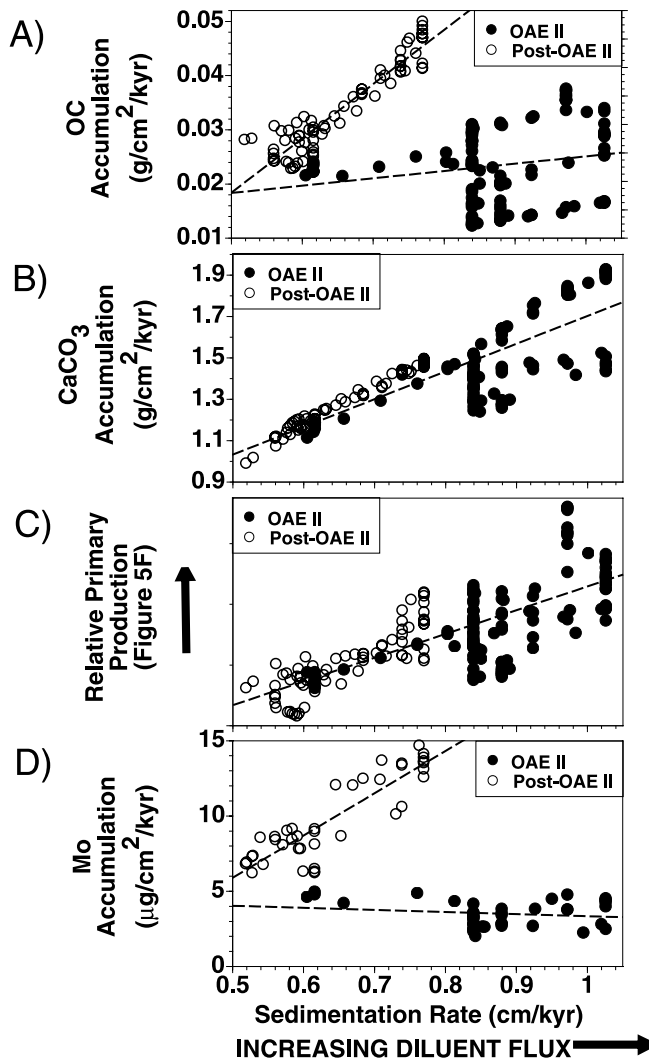 A)
OC
Accumulation
(g/cm2/kyr)
0.05
0.04
0.03
0.02
0.01
OAE II
Post-OAE II
B)
CaCO3
Accumulation
(g/cm2/kyr)
1.9
1.7
1.5
1.3
1.1
0.9
OAE II
Post-OAE II
C)
Relative Primary
Production
(Figure 5F)
OAE II
Post-OAE II
D)
Mo
Accumulation
(μg/cm2/kyr)
15
10
5
0
OAE II
Post-OAE II
0.5 0.6 0.7 0.8 0.9 1
Sedimentation Rate (cm/kyr)
INCREASING DILUENT FLUX